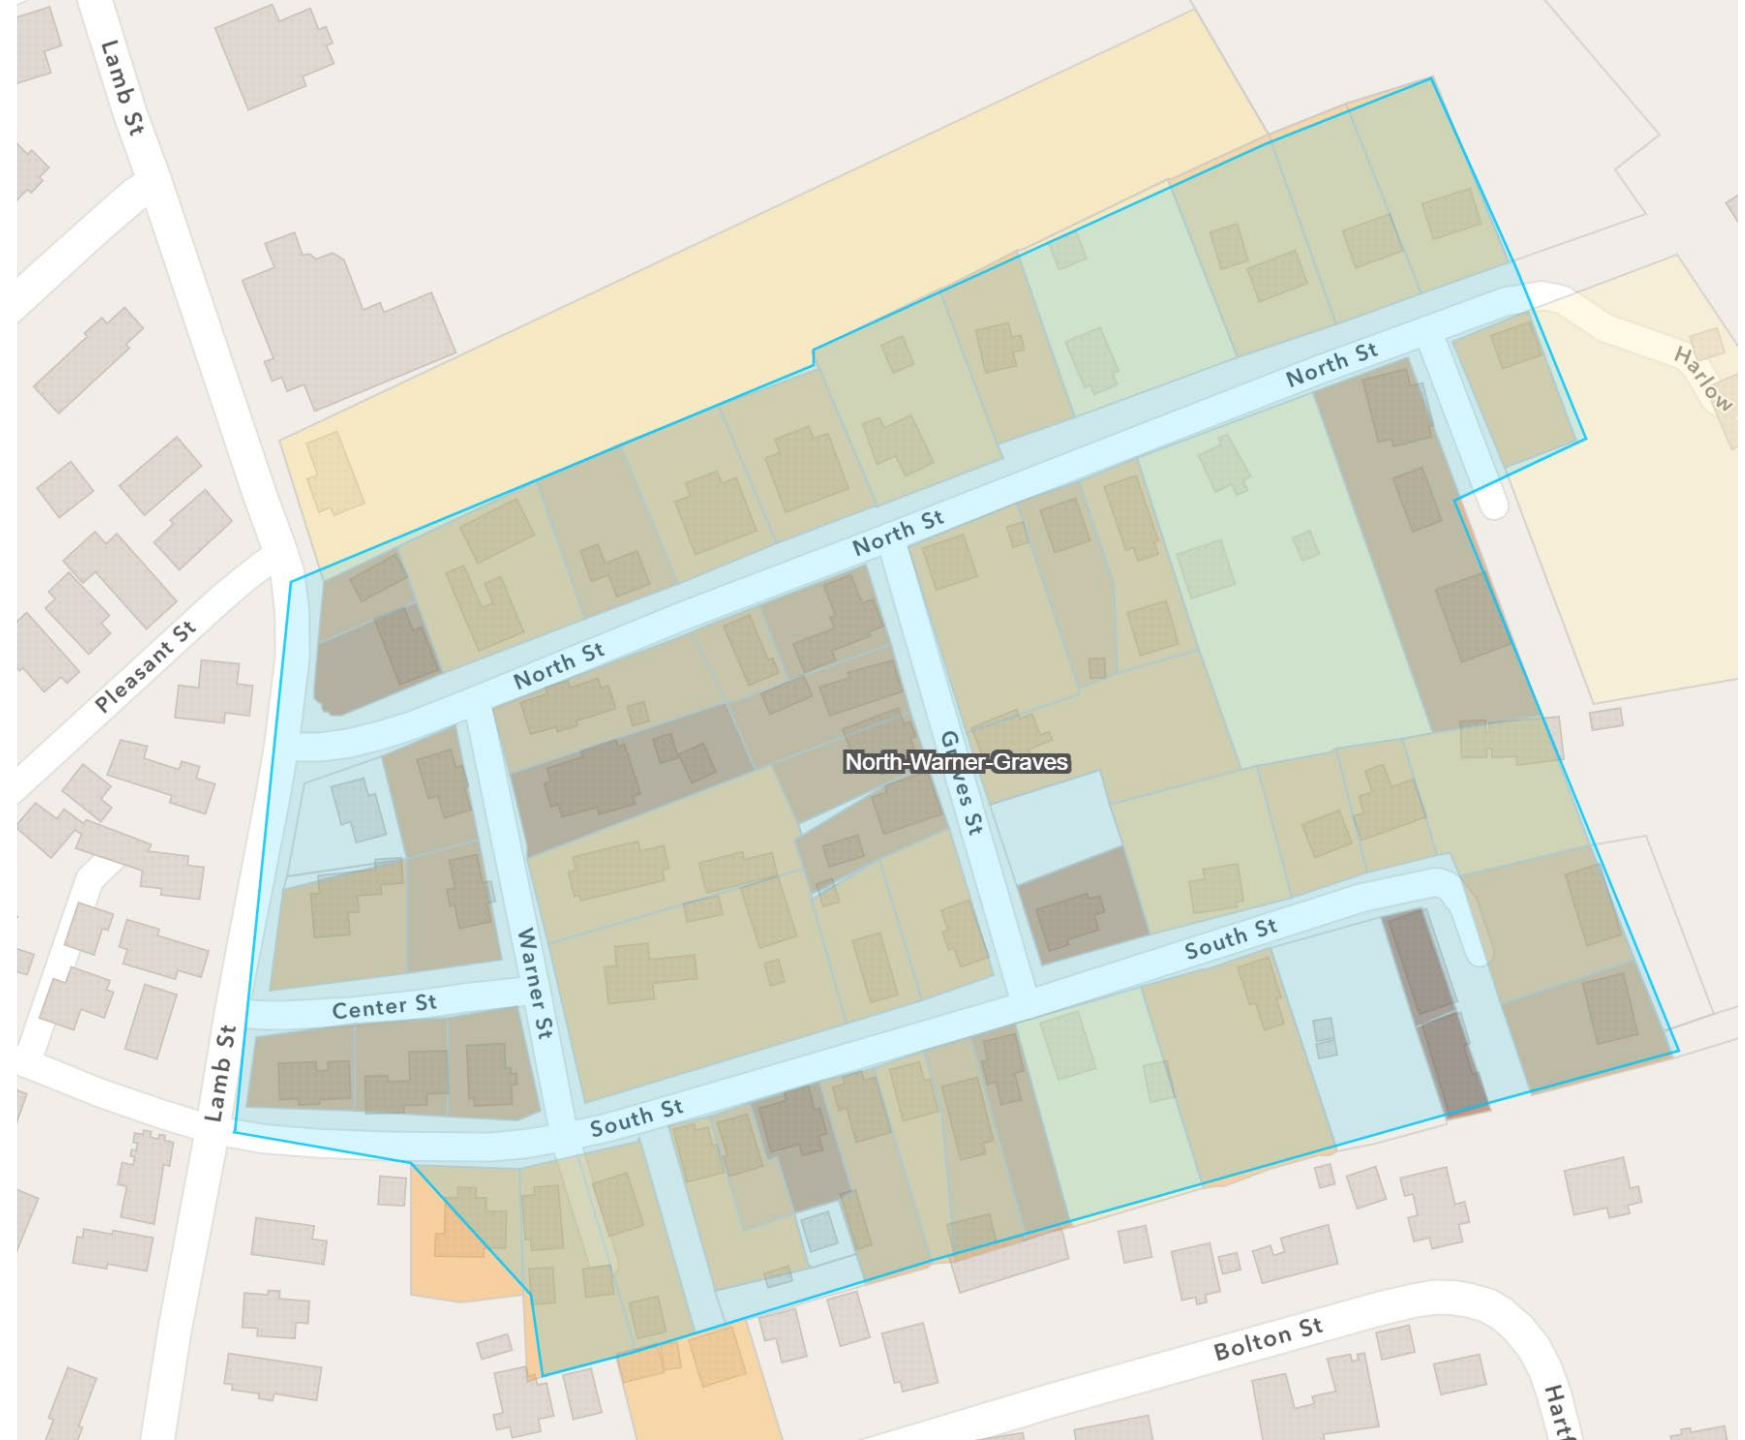 Lamb St
North St
Harlow
North St
Pleasant St
North St
Graves St
North-Warner-Graves
Warner St
South St
Center St
Lamb St
South St
Bolton St
Hartf